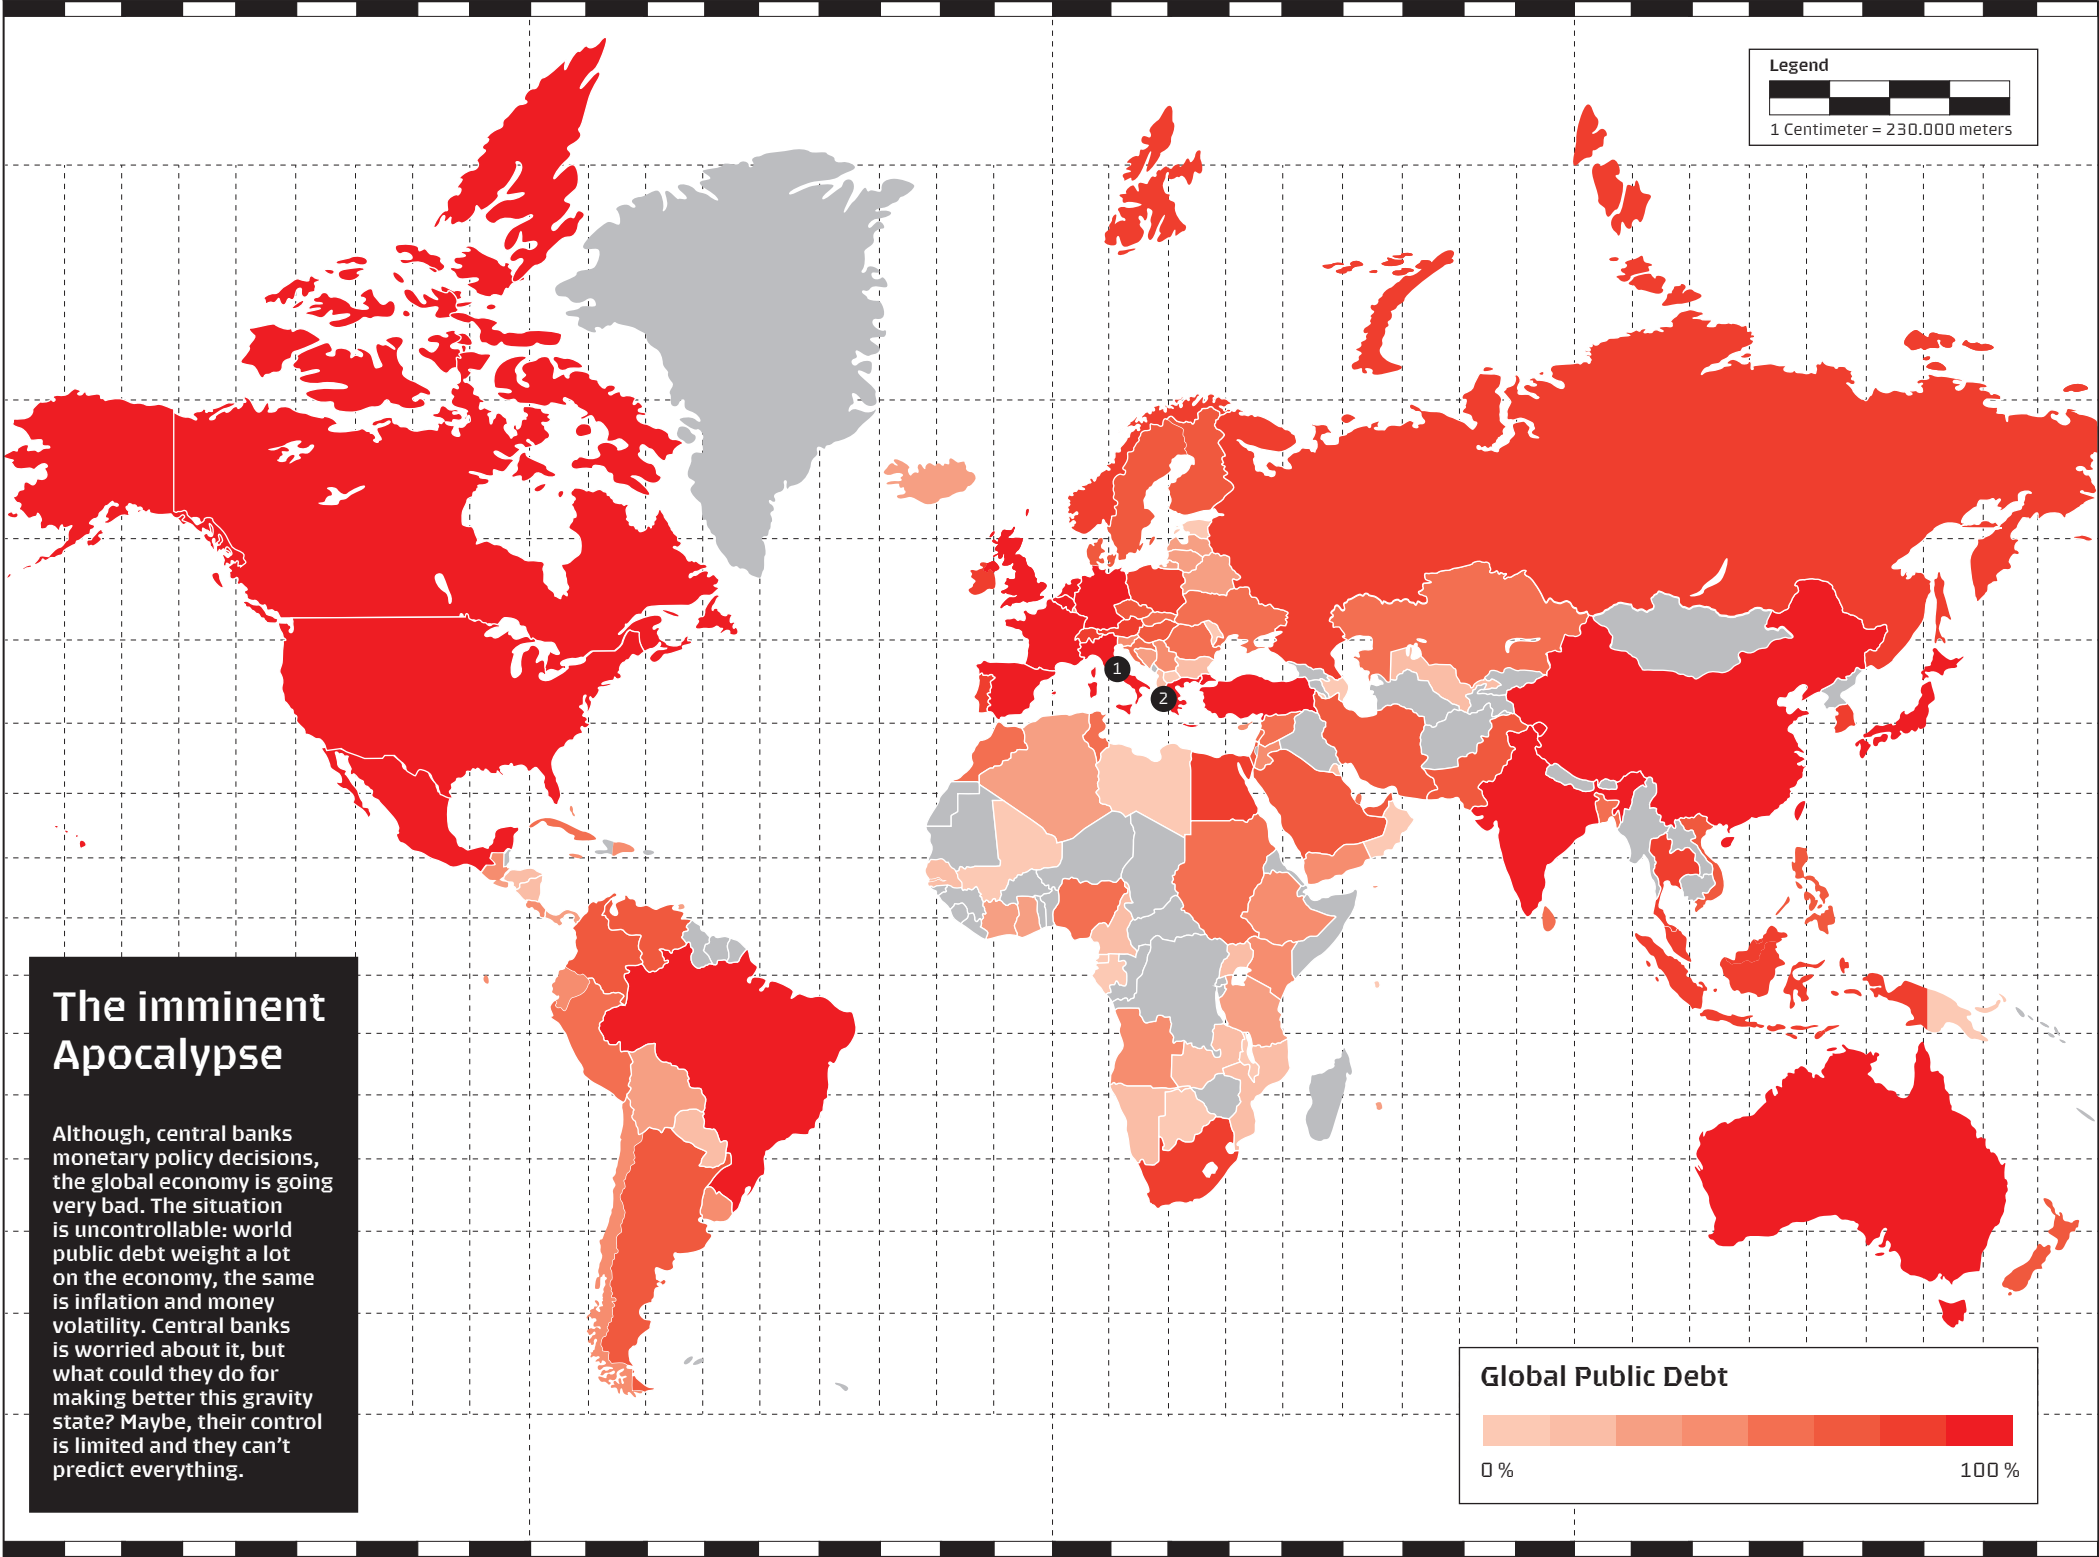 Legend
1 Centimeter = 230.000 meters
1
2
The imminent
Apocalypse
Although, central banks
monetary policy decisions,
the global economy is going
very bad. The situation
is uncontrollable: world
public debt weight a lot
on the economy, the same
is inflation and money
volatility. Central banks
is worried about it, but
what could they do for
making better this gravity
state? Maybe, their control
is limited and they can't
predict everything.
Global Public Debt
0 %
100 %